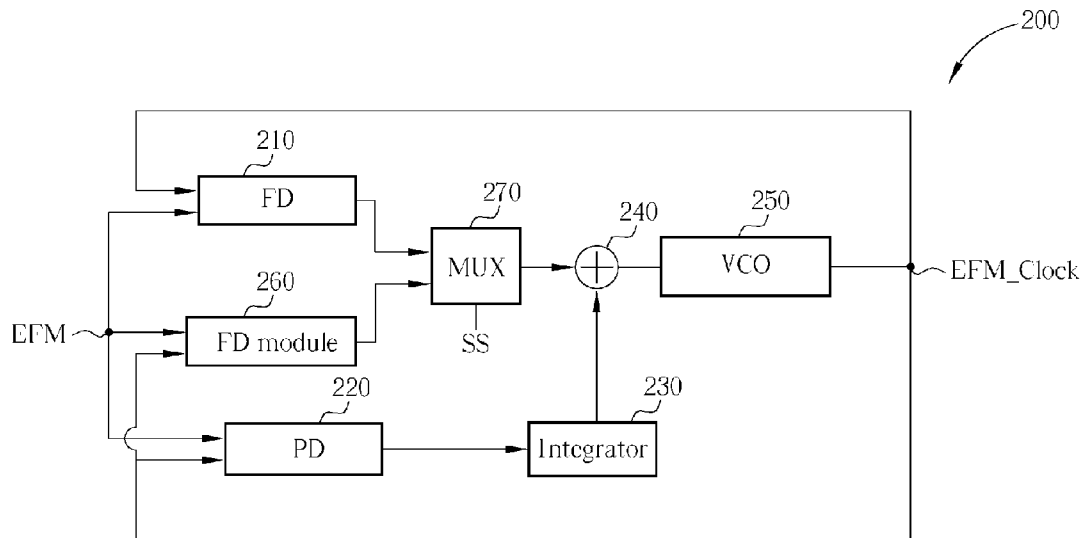 200
210
FD
270
MUX
SS
240
250
VCO
EFM_Clock
260
FD module
EFM
220
PD
230
Integrator